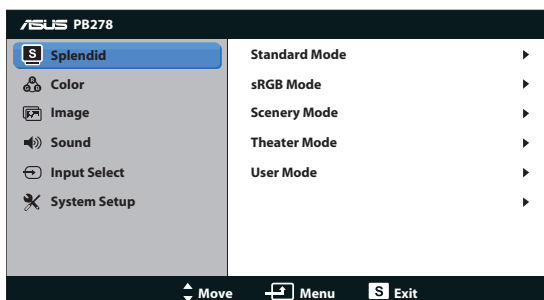 ASUS PB278
S Splendid
Color
Image
Sound
Input Select
System Setup
Standard Mode
sRGB Mode
Scenery Mode
Theater Mode
User Mode
Move Menu S Exit